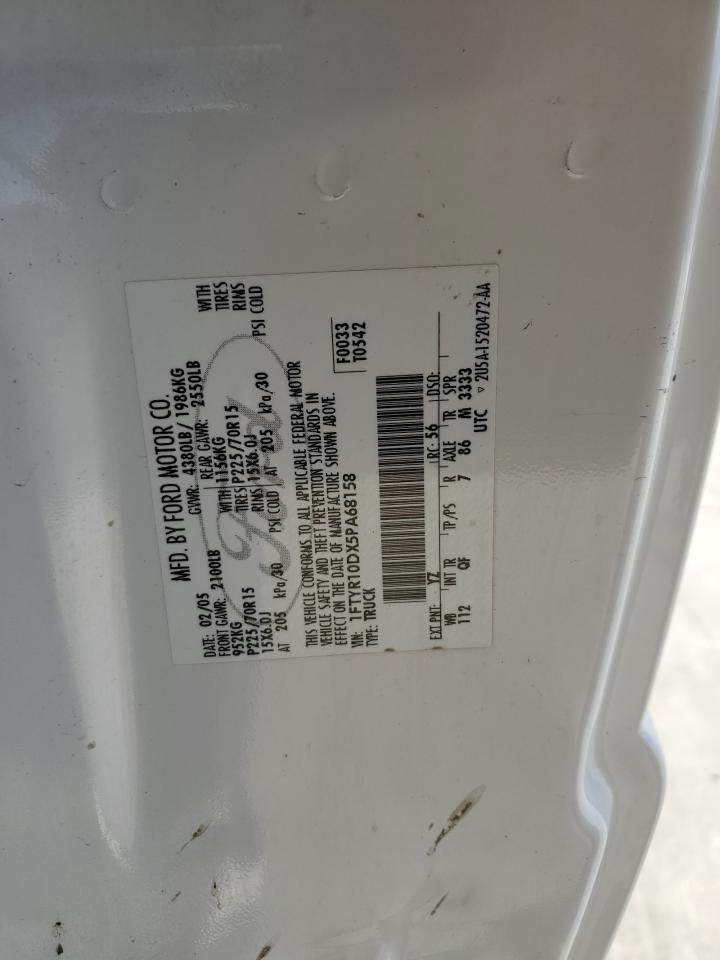 MFD. BY FORD MOTOR CO.
DATE: 02/05 GVWR: 4380LB/ 1986KG
FRONT GAWR: 2100LB REAR GAWR: 2550LB
952KG WITH 1156KG WITH
P225/70R15 TIRES P225/70R15 TIRES
15X6.0J RIMS 15X6.0J RIMS
AT 205 kPa/30 PSI COLD AT 205 kPa/30 PSI COLD
Ford
THIS VEHICLE CONFORMS TO ALL APPLICABLE FEDERAL MOTOR
VEHICLE SAFETY AND THEFT PREVENTION STANDARDS IN
EFFECT ON THE DATE OF MANUFACTURE SHOWN ABOVE.
VIN: 1FTYR10DX5PA68158
TYPE: TRUCK
F0033
T0542
EXT PNT: YZ RC: 56 DSO:
WB INT TR TP/PS R AXLE TR SPR
112 QF 7 86 M 3333
UTC ▽ 2U5A-1520472-AA